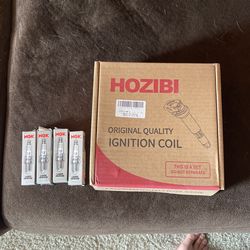 HOZIBI
ORIGINAL QUALITY
IGNITION COIL
THIS IS A SET
DO NOT SEPARATE
NGK
NGK
NGK
NGK